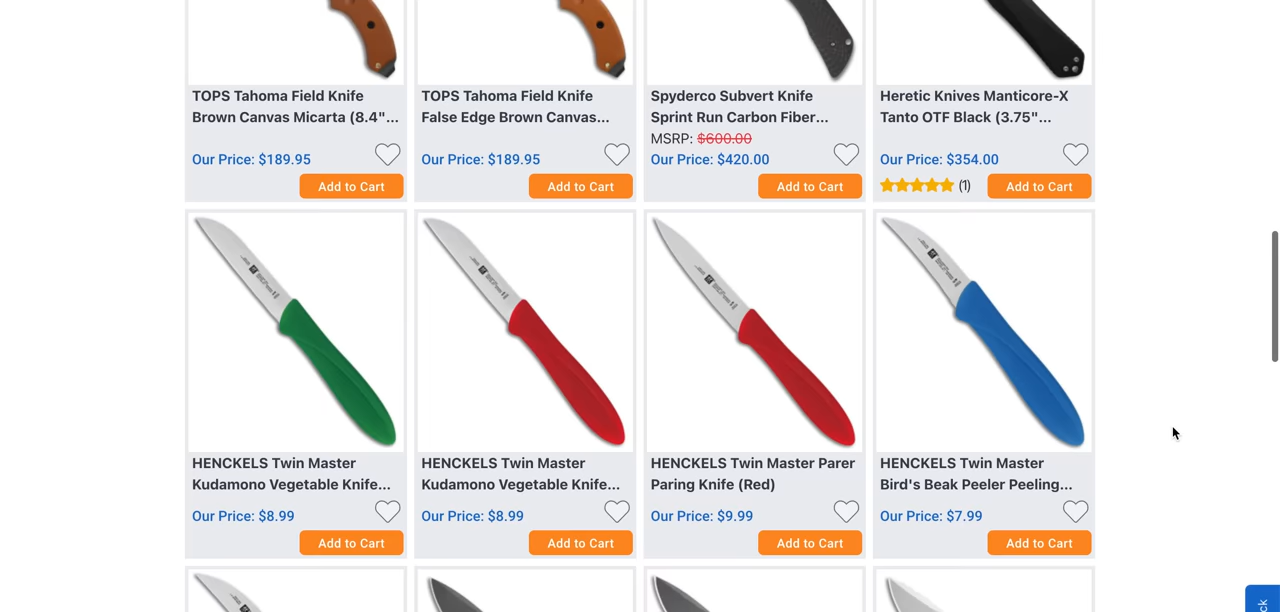 TOPS Tahoma Field Knife
Brown Canvas Micarta (8.4"...
Our Price: $189.95
Add to Cart
TOPS Tahoma Field Knife
False Edge Brown Canvas...
Our Price: $189.95
Add to Cart
Spyderco Subvert Knife
Sprint Run Carbon Fiber...
MSRP: $600.00
Our Price: $420.00
Add to Cart
Heretic Knives Manticore-X
Tanto OTF Black (3.75"...
Our Price: $354.00
(1)
Add to Cart
HENCKELS Twin Master
Kudamono Vegetable Knife...
Our Price: $8.99
Add to Cart
HENCKELS Twin Master
Kudamono Vegetable Knife...
Our Price: $8.99
Add to Cart
HENCKELS Twin Master Parer
Paring Knife (Red)
Our Price: $9.99
Add to Cart
HENCKELS Twin Master
Bird's Beak Peeler Peeling...
Our Price: $7.99
Add to Cart